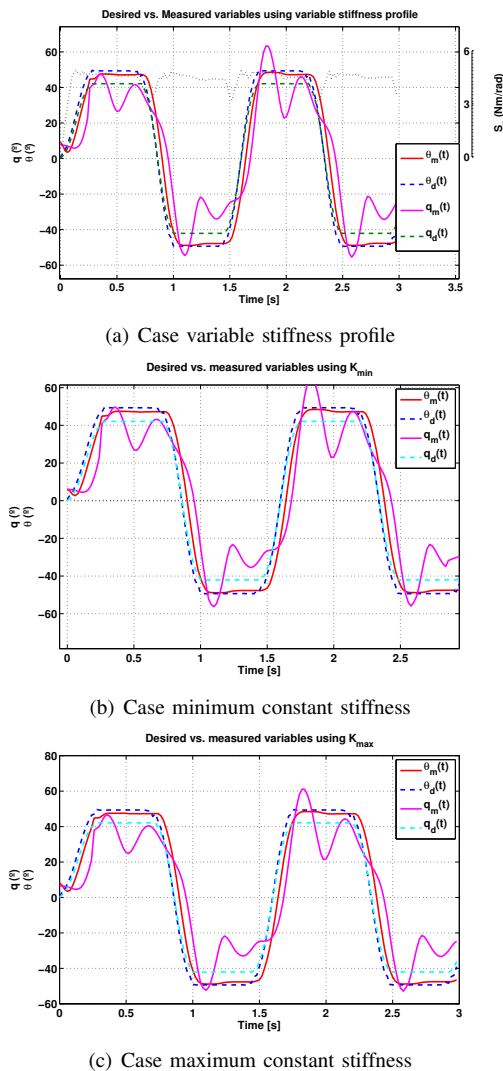 Desired vs. Measured variables using variable stiffness profile
60
40
20
0
−20
−40
−60
q (º)
θ (º)
0 0.5 1 1.5 2 2.5 3 3.5
Time [s]
6
4
2
0
(Nm/rad)
θm(t)
θd(t)
qm(t)
qd(t)
(a) Case variable stiffness profile
Desired vs. measured variables using Kmin
60
40
20
0
−20
−40
−60
q (º)
θ (º)
0 0.5 1 1.5 2 2.5
Time [s]
θm(t)
θd(t)
qm(t)
qd(t)
(b) Case minimum constant stiffness
Desired vs. measured variables using Kmax
80
60
40
20
0
−20
−40
60
q (º)
θ (º)
0 0.5 1 1.5 2 2.5 3
Time [s]
θm(t)
θd(t)
qm(t)
qd(t)
(c) Case maximum constant stiffness